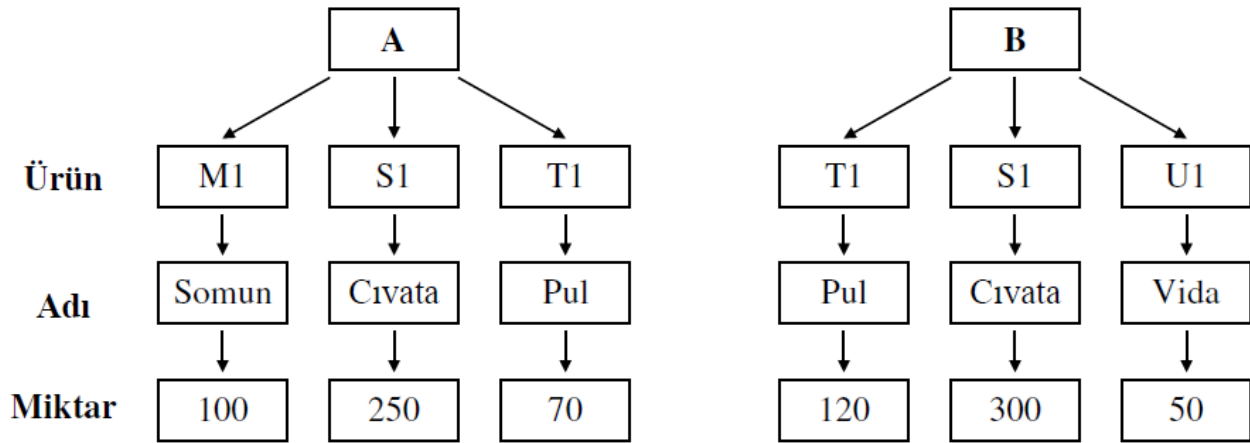 A B
Ürün M1 S1 T1 T1 S1 U1
Adı Somun Cıvata Pul Pul Cıvata Vida
Miktar 100 250 70 120 300 50